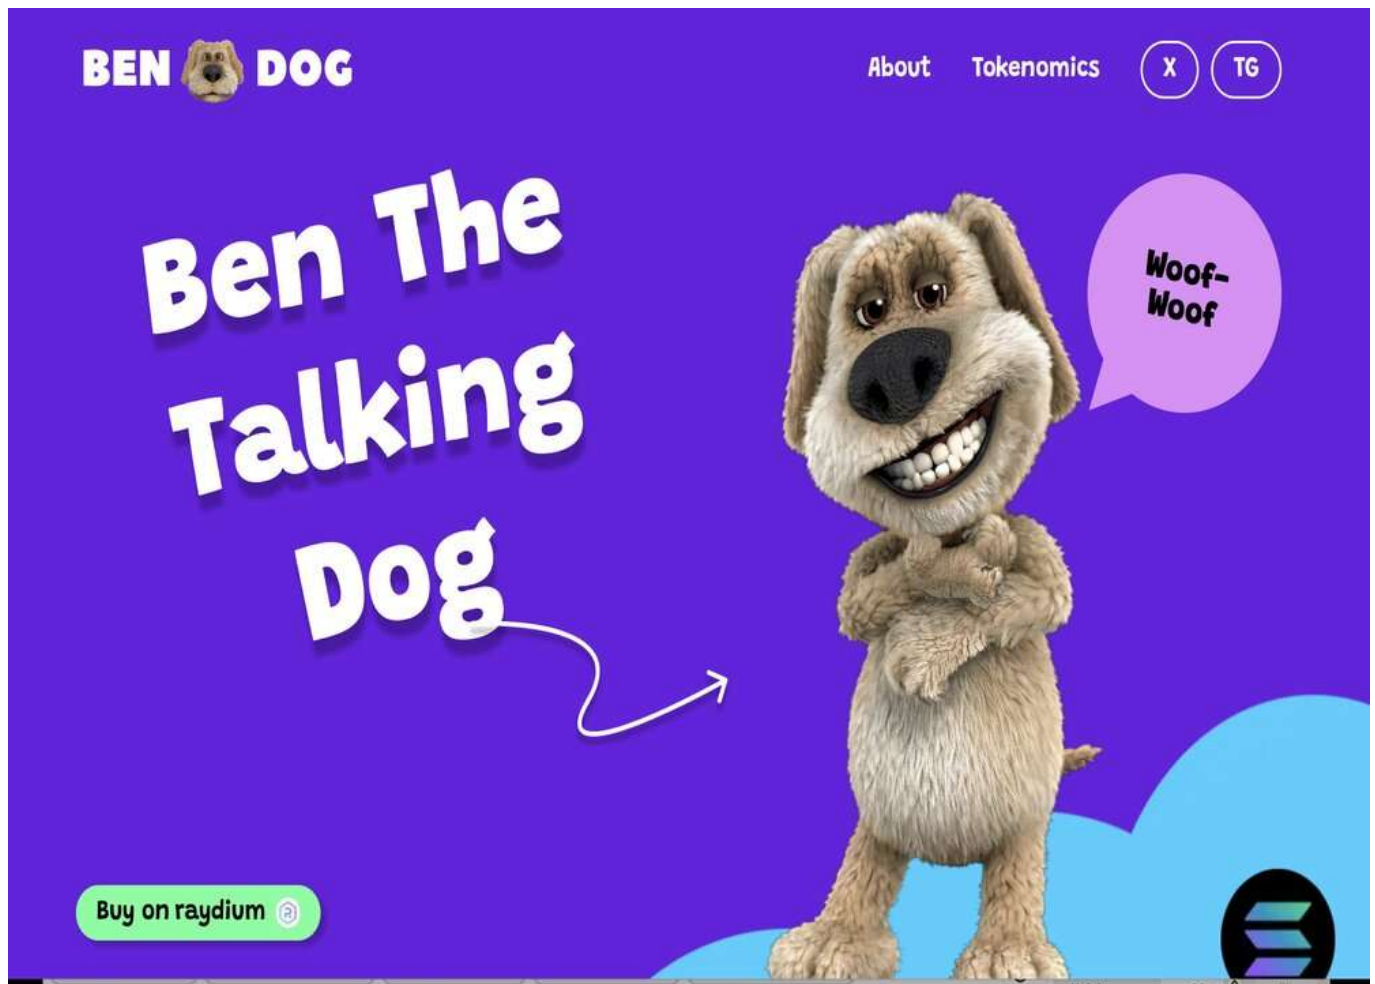 BEN DOG
About Tokenomics X TG
Ben The
Talking
Dog
Woof-
Woof
Buy on raydium